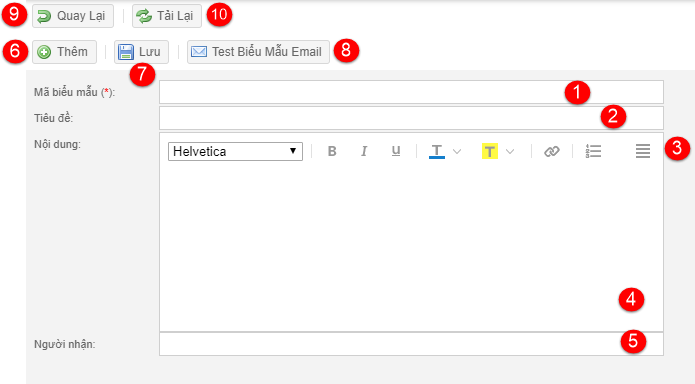 9 Quay Lại Tải Lại 10
6 Thêm Lưu Test Biểu Mẫu Email 8
7
Mã biểu mẫu (*): 1
Tiêu đề: 2
Nội dung: Helvetica B I u T T 3
4
Người nhận: 5